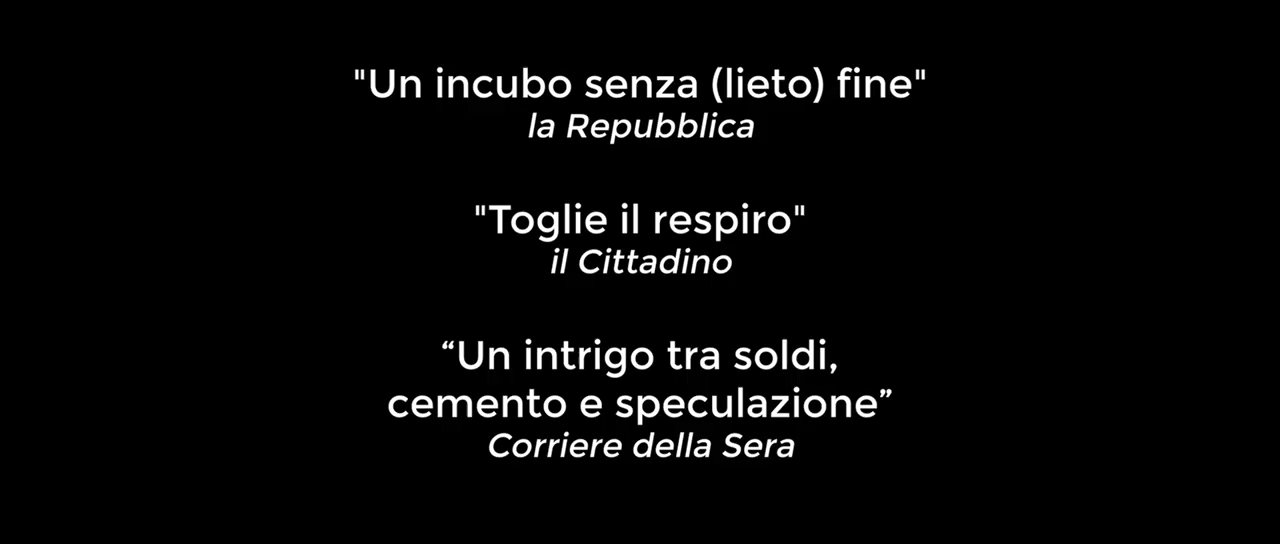 "Un incubo senza (lieto) fine"
la Repubblica
"Toglie il respiro"
il Cittadino
“Un intrigo tra soldi,
cemento e speculazione”
Corriere della Sera